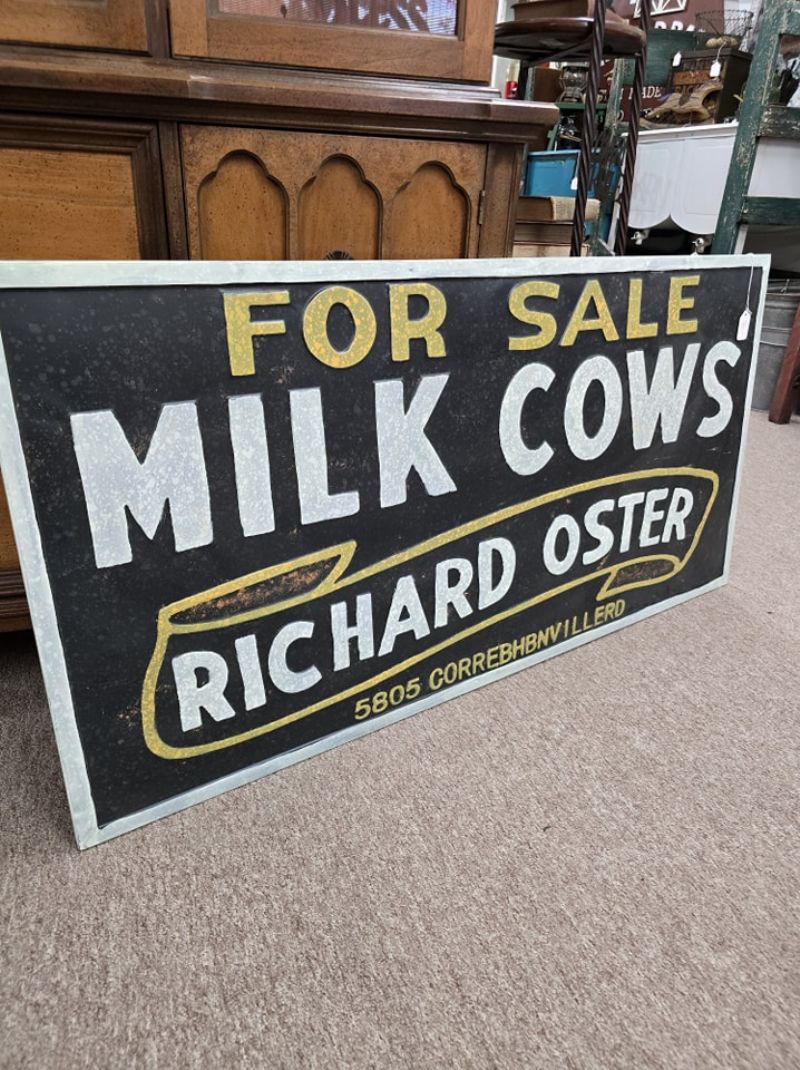 FOR SALE
MILK COWS
RICHARD OSTER
5805 CORREBHBNVILLERD